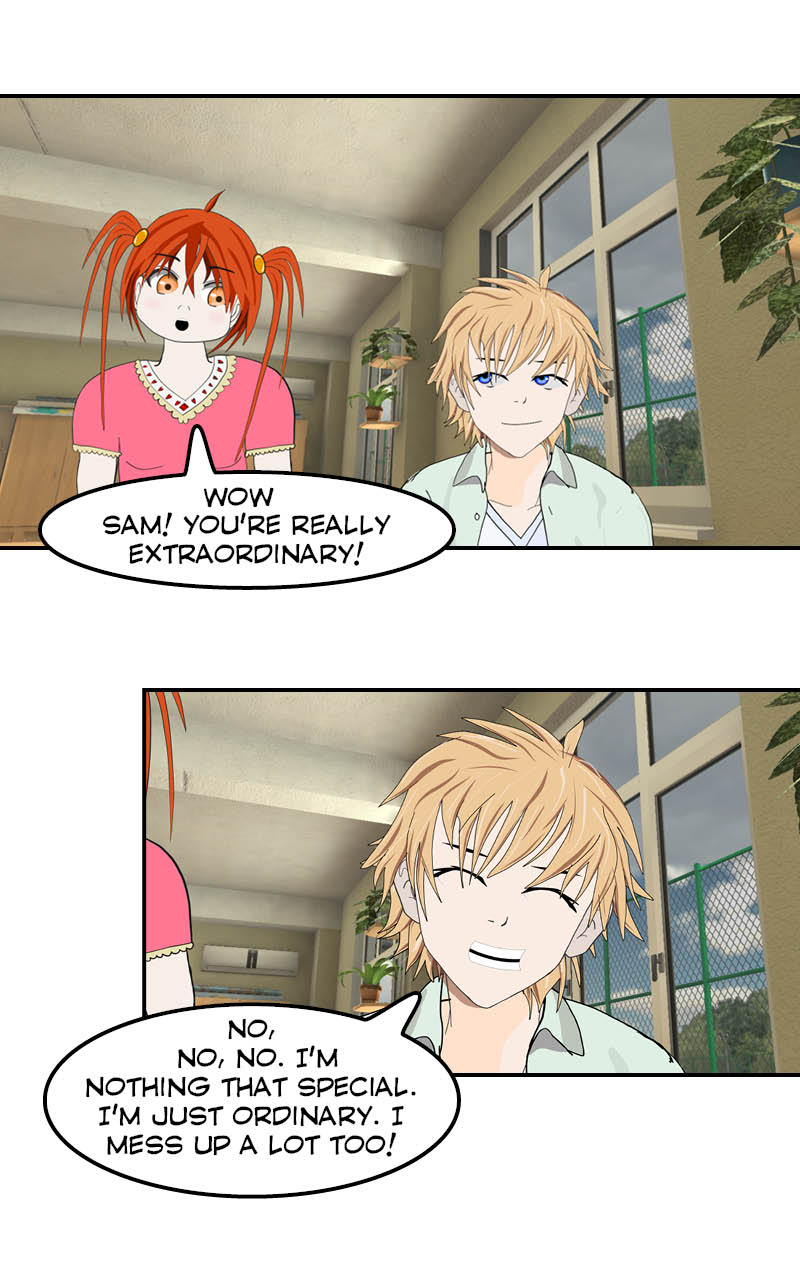 WOW
SAM! YOU'RE REALLY
EXTRAORDINARY!
NO,
NO, NO. I'M
NOTHING THAT SPECIAL.
I'M JUST ORDINARY. I
MESS UP A LOT TOO!